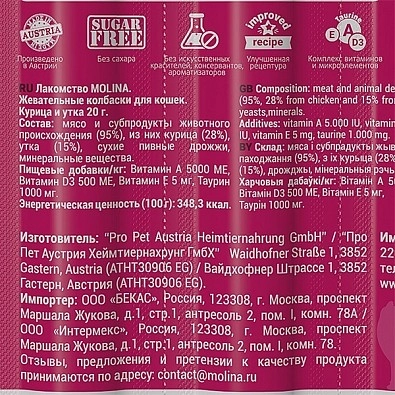 MADE IN
AUSTRIA
Произведено
в Австрии
SUGAR
FREE
Без сахара
Без искусственных
красителей, консервантов,
ароматизаторов
improved
recipe
Улучшенная
рецептура
Taurine
E A D3
Комплекс витаминов
и микроэлементов
RU Лакомство MOLINA.
Жевательные колбаски для кошек.
Курица и утка 20 г.
Состав: мясо и субпродукты животного
происхождения (95%), из них курица (28%),
утка (15%), сухие пивные дрожжи,
минеральные вещества.
Пищевые добавки/кг: Витамин А 5000 МЕ,
Витамин D3 500 МЕ, Витамин Е 5 мг, Таурин
1000 мг.
Энергетическая ценность (100 г): 348,3 ккал.
GB Composition: meat and animal de
(95%, 28% from chicken and 15% from
yeasts,minerals.
Additives: vitamin A 5.000 IU, vitamin
IU, vitamin E 5 mg, taurine 1.000 mg.
BY Склад: мяса і субпрадукты жыв
паходжання (95%), з іх курыца (28%
(15%), дрожджы, мінеральныя рэчы
Харчовыя дабаўкі/кг: Вітамін А 50
Вітамін D3 500 МЕ, Вітамін Е 5 мг,
Таурін 1000 мг.
Изготовитель: "Pro Pet Austria Heimtiernahrung GmbH" / "Про
Пет Аустрия Хеймтиернахрунг ГмбХ" Waidhofner Straße 1, 3852
Gastern, Austria (ATHT30906 EG) / Вайдхофнер Штрассе 1, 3852
Гастерн, Австрия (ATHT30906 EG)
Импортер: ООО «БЕКАС», Россия, 123308, г. Москва, проспект
Маршала Жукова, д.1, стр.1, антресоль 2, пом. I, комн. 78А /
ООО «Интермекс», Россия, 123308, г. Москва, проспект
Маршала Жукова, д.1, стр.1, антресоль 2, пом. I, комн. 78.
Отзывы, предложения и претензии к качеству продукта
принимаются по адресу: contact@molina.ru
Им
22
ул.
ww